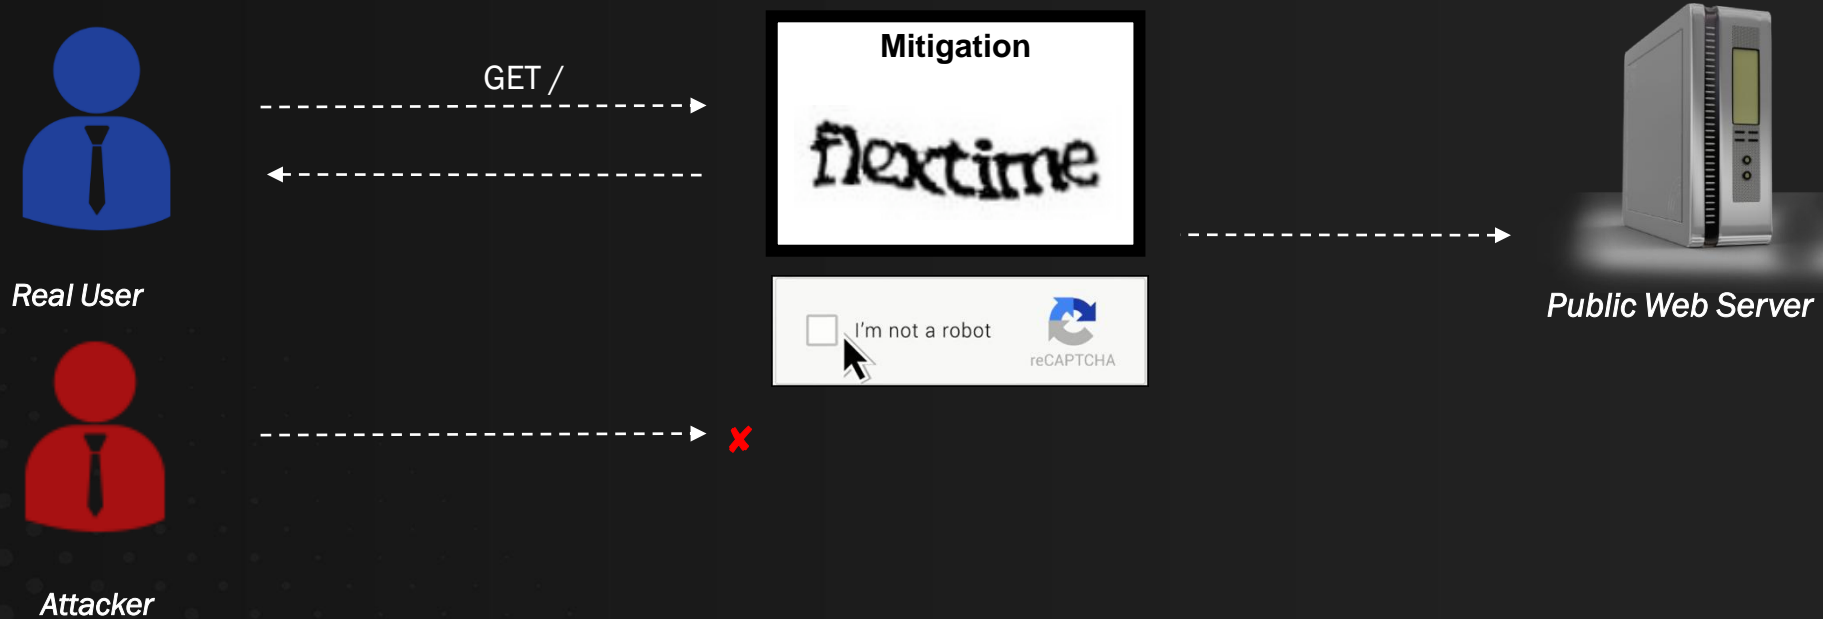 Mitigation
GET /
flextime
Real User
Public Web Server
I'm not a robot
reCAPTCHA
Attacker